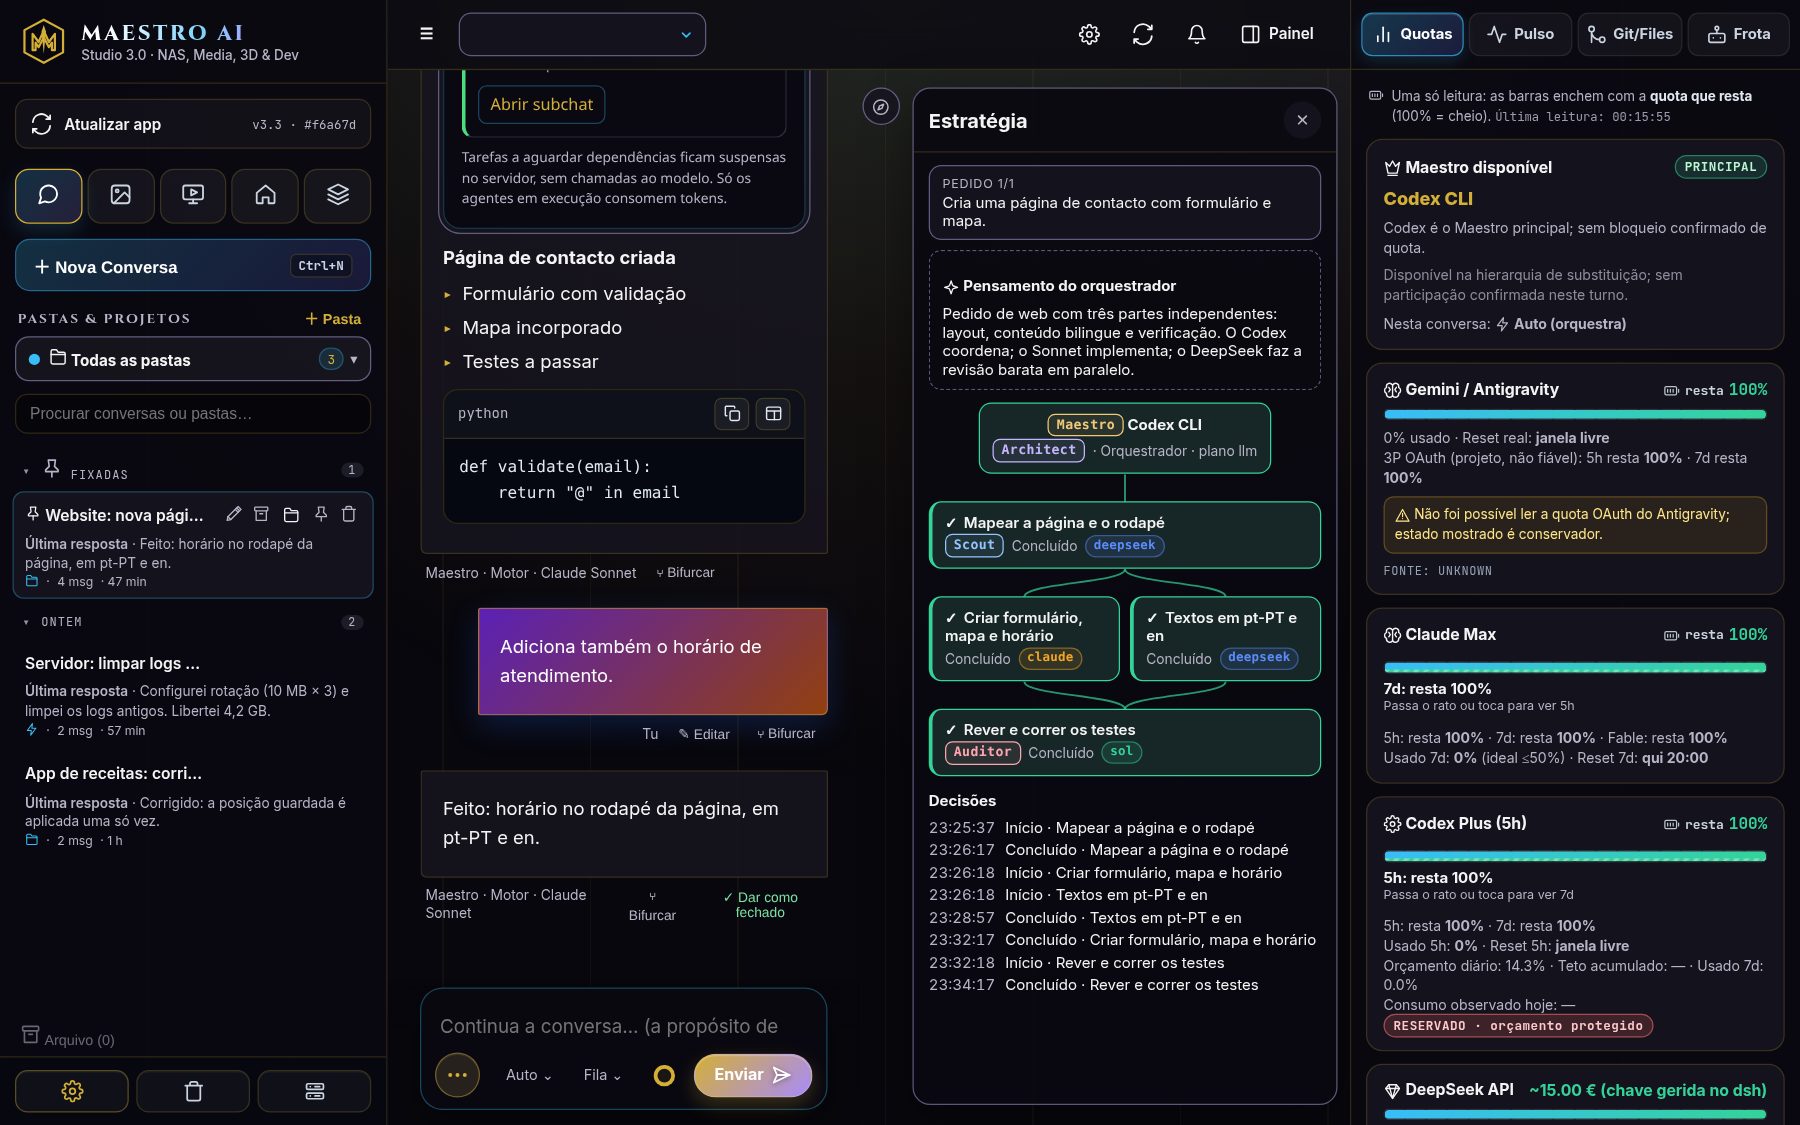 MAESTRO AI
Studio 3.0 · NAS, Media, 3D & Dev
Atualizar app
v3.3 · #f6a67d
Nova Conversa
Ctrl+N
PASTAS & PROJETOS
+ Pasta
Todas as pastas
3
Procurar conversas ou pastas…
FIXADAS
1
Website: nova pági…
Última resposta · Feito: horário no rodapé da
página, em pt-PT e en.
· 4 msg · 47 min
ONTEM
2
Servidor: limpar logs …
Última resposta · Configurei rotação (10 MB × 3) e
limpei os logs antigos. Libertei 4,2 GB.
· 2 msg · 57 min
App de receitas: corri…
Última resposta · Corrigido: a posição guardada é
aplicada uma só vez.
· 2 msg · 1 h
Arquivo (0)
Painel
Abrir subchat
Tarefas a aguardar dependências ficam suspensas
no servidor, sem chamadas ao modelo. Só os
agentes em execução consomem tokens.
Página de contacto criada
Formulário com validação
Mapa incorporado
Testes a passar
python
def validate(email):
return "@" in email
Maestro · Motor · Claude Sonnet
Bifurcar
Adiciona também o horário de
atendimento.
Tu
Editar
Bifurcar
Feito: horário no rodapé da página, em
pt-PT e en.
Maestro · Motor · Claude
Sonnet
Bifurcar
✓ Dar como
fechado
Continua a conversa… (a propósito de
Auto
Fila
Enviar
Estratégia
PEDIDO 1/1
Cria uma página de contacto com formulário e
mapa.
Pensamento do orquestrador
Pedido de web com três partes independentes:
layout, conteúdo bilingue e verificação. O Codex
coordena; o Sonnet implementa; o DeepSeek faz a
revisão barata em paralelo.
Maestro Codex CLI
Architect · Orquestrador · plano llm
✓ Mapear a página e o rodapé
Scout Concluído deepseek
✓ Criar formulário,
mapa e horário
Concluído claude
✓ Textos em pt-PT e
en
Concluído deepseek
✓ Rever e correr os testes
Auditor Concluído sol
Decisões
23:25:37 Início · Mapear a página e o rodapé
23:26:17 Concluído · Mapear a página e o rodapé
23:26:18 Início · Criar formulário, mapa e horário
23:26:18 Início · Textos em pt-PT e en
23:28:57 Concluído · Textos em pt-PT e en
23:32:17 Concluído · Criar formulário, mapa e horário
23:32:18 Início · Rever e correr os testes
23:34:17 Concluído · Rever e correr os testes
Quotas
Pulso
Git/Files
Frota
Uma só leitura: as barras enchem com a quota que resta
(100% = cheio). Última leitura: 00:15:55
Maestro disponível
PRINCIPAL
Codex CLI
Codex é o Maestro principal; sem bloqueio confirmado de
quota.
Disponível na hierarquia de substituição; sem
participação confirmada neste turno.
Nesta conversa: Auto (orquestra)
Gemini / Antigravity
resta 100%
0% usado · Reset real: janela livre
3P OAuth (projeto, não fiável): 5h resta 100% · 7d resta
100%
Não foi possível ler a quota OAuth do Antigravity;
estado mostrado é conservador.
FONTE: UNKNOWN
Claude Max
resta 100%
7d: resta 100%
Passa o rato ou toca para ver 5h
5h: resta 100% · 7d: resta 100% · Fable: resta 100%
Usado 7d: 0% (ideal ≤50%) · Reset 7d: qui 20:00
Codex Plus (5h)
resta 100%
5h: resta 100%
Passa o rato ou toca para ver 7d
5h: resta 100% · 7d: resta 100%
Usado 5h: 0% · Reset 5h: janela livre
Orçamento diário: 14.3% · Teto acumulado: — · Usado 7d:
0.0%
Consumo observado hoje: —
RESERVADO · orçamento protegido
DeepSeek API
~15.00 € (chave gerida no dsh)